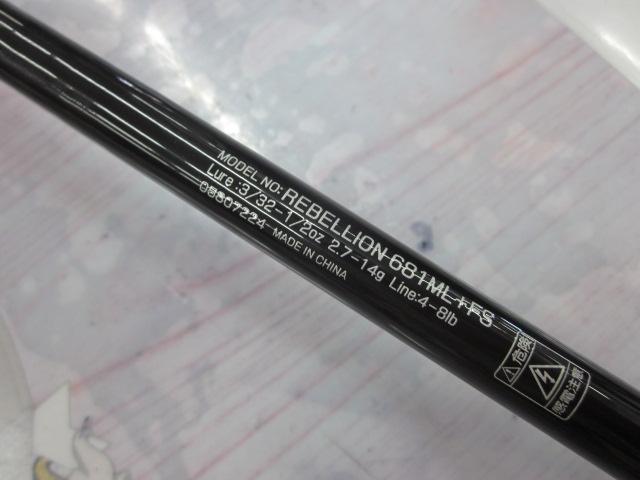 MODEL NO: REBELLION 681ML+FS
Lure :3/32-1/2oz 2.7-14g Line:4-8lb
05807224 MADE IN CHINA
危険
感電注意